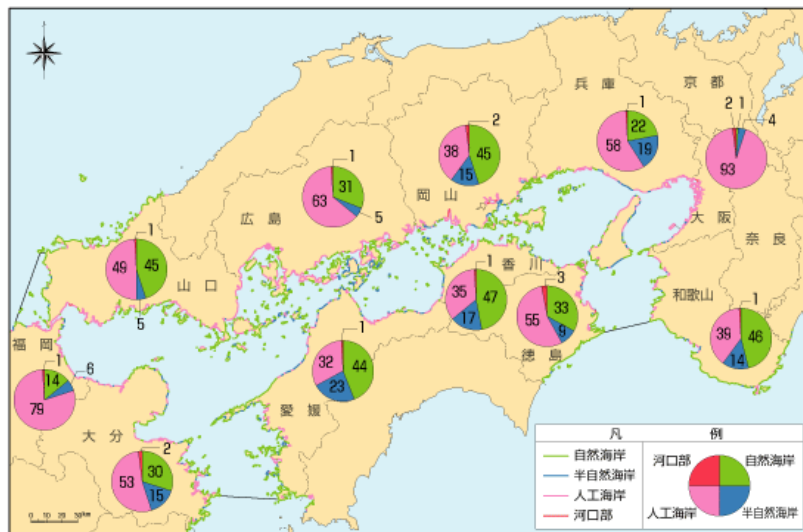 兵庫
1
22
19
58
京都
2
1
4
93
2
45
15
38
岡山
1
31
5
63
広島
大阪
奈良
1
45
5
49
山口
香川
1
47
17
35
3
33
9
55
徳島
和歌山
1
46
14
39
福岡
1
14
6
79
1
44
23
32
愛媛
大分
2
30
15
53
0 10 20 30km
凡例
自然海岸
半自然海岸
人工海岸
河口部
河口部
自然海岸
人工海岸
半自然海岸